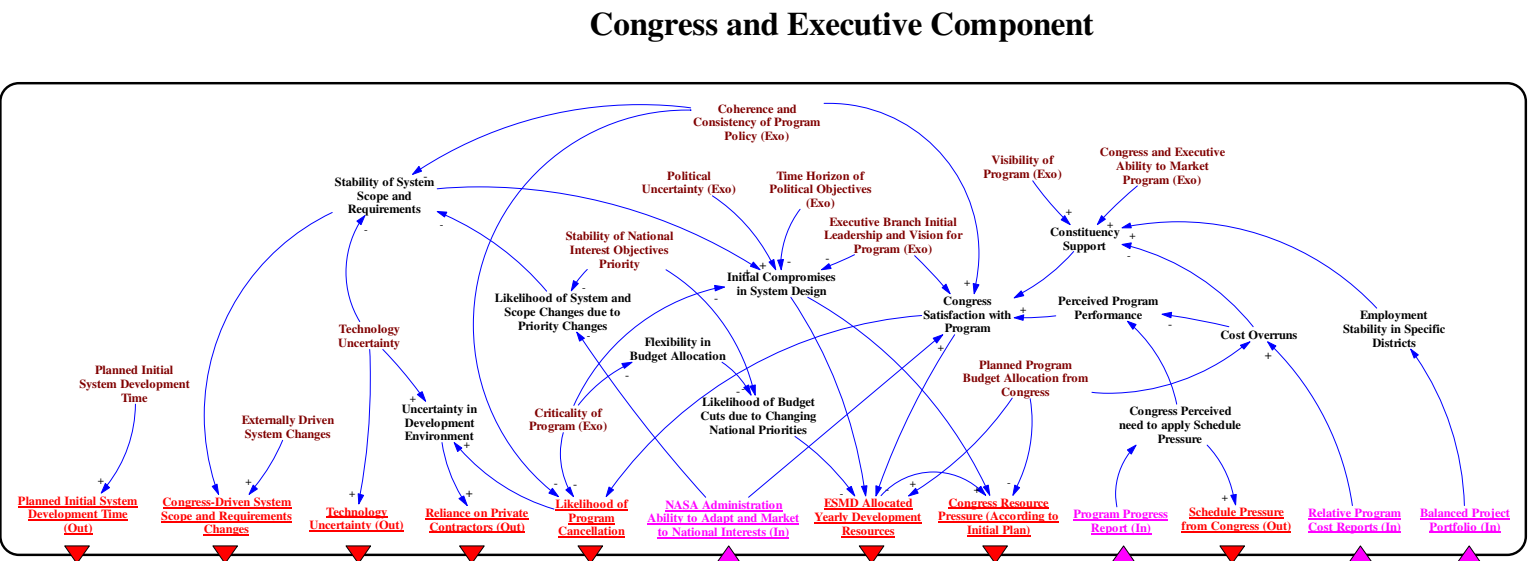 Congress and Executive Component
Coherence and
Consistency of Program
Policy (Exo)
Visibility of
Program (Exo)
Congress and Executive
Ability to Market
Program (Exo)
Stability of System
Scope and
Requirements
Political
Uncertainty (Exo)
Time Horizon of
Political Objectives
(Exo)
Executive Branch Initial
Leadership and Vision for
Program (Exo)
Constituency
Support
Stability of National
Interest Objectives
Priority
Initial Compromises
in System Design
Likelihood of System and
Scope Changes due to
Priority Changes
Congress
Satisfaction with
Program
Perceived Program
Performance
Cost Overruns
Employment
Stability in Specific
Districts
Technology
Uncertainty
Flexibility in
Budget Allocation
Planned Program
Budget Allocation from
Congress
Planned Initial
System Development
Time
Externally Driven
System Changes
Uncertainty in
Development
Environment
Criticality of
Program (Exo)
Likelihood of Budget
Cuts due to Changing
National Priorities
Congress Perceived
need to apply Schedule
Pressure
Planned Initial System
Development Time
(Out)
Congress-Driven System
Scope and Requirements
Changes
Technology
Uncertainty (Out)
Reliance on Private
Contractors (Out)
Likelihood of
Program
Cancellation
NASA Administration
Ability to Adapt and Market
to National Interests (In)
ESMD Allocated
Yearly Development
Resources
Congress Resource
Pressure (According to
Initial Plan)
Program Progress
Report (In)
Schedule Pressure
from Congress (Out)
Relative Program
Cost Reports (In)
Balanced Project
Portfolio (In)